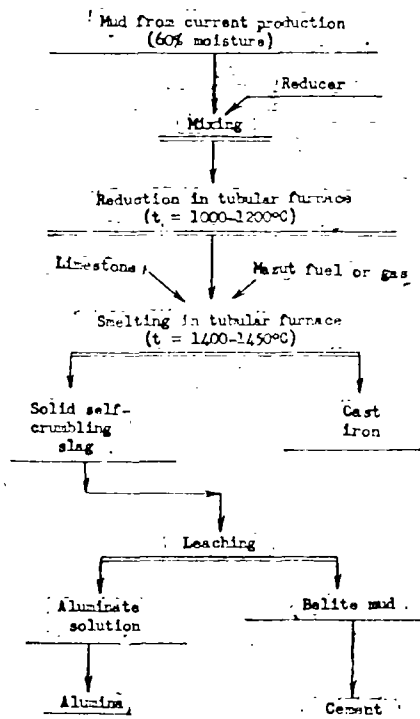 Mud from current production
(60% moisture)
Reducer
Mixing
Reduction in tubular furnace
(t = 1000-1200°C)
Limestone
Mazut fuel or gas
Smelting in tubular furnace
(t = 1400-1450°C)
Solid self-
crumbling
slag
Cast
iron
Leaching
Aluminate
solution
Belite mud
Alumina
Cement